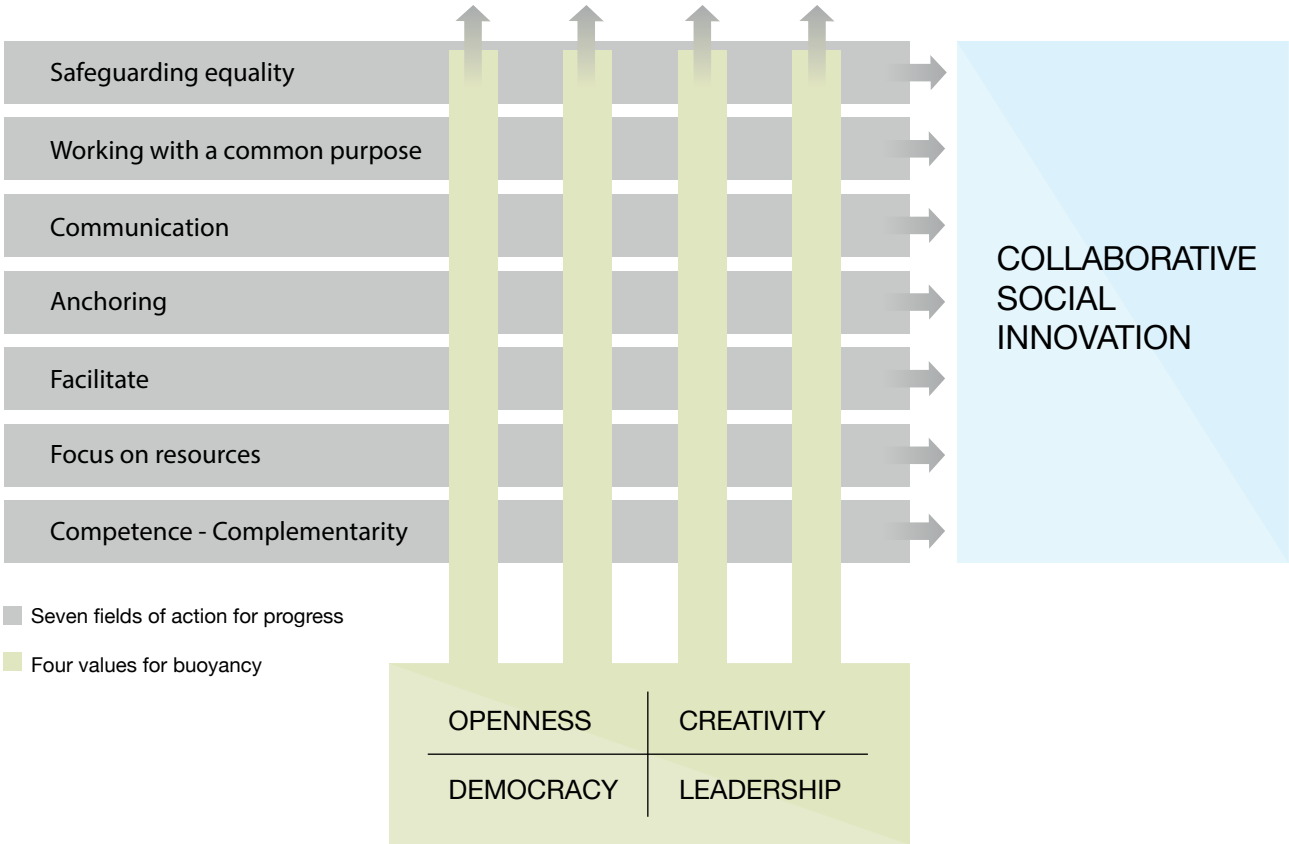 Safeguarding equality
Working with a common purpose
Communication
Anchoring
Facilitate
Focus on resources
Competence - Complementarity
COLLABORATIVE
SOCIAL
INNOVATION
Seven fields of action for progress
Four values for buoyancy
OPENNESS
CREATIVITY
DEMOCRACY
LEADERSHIP